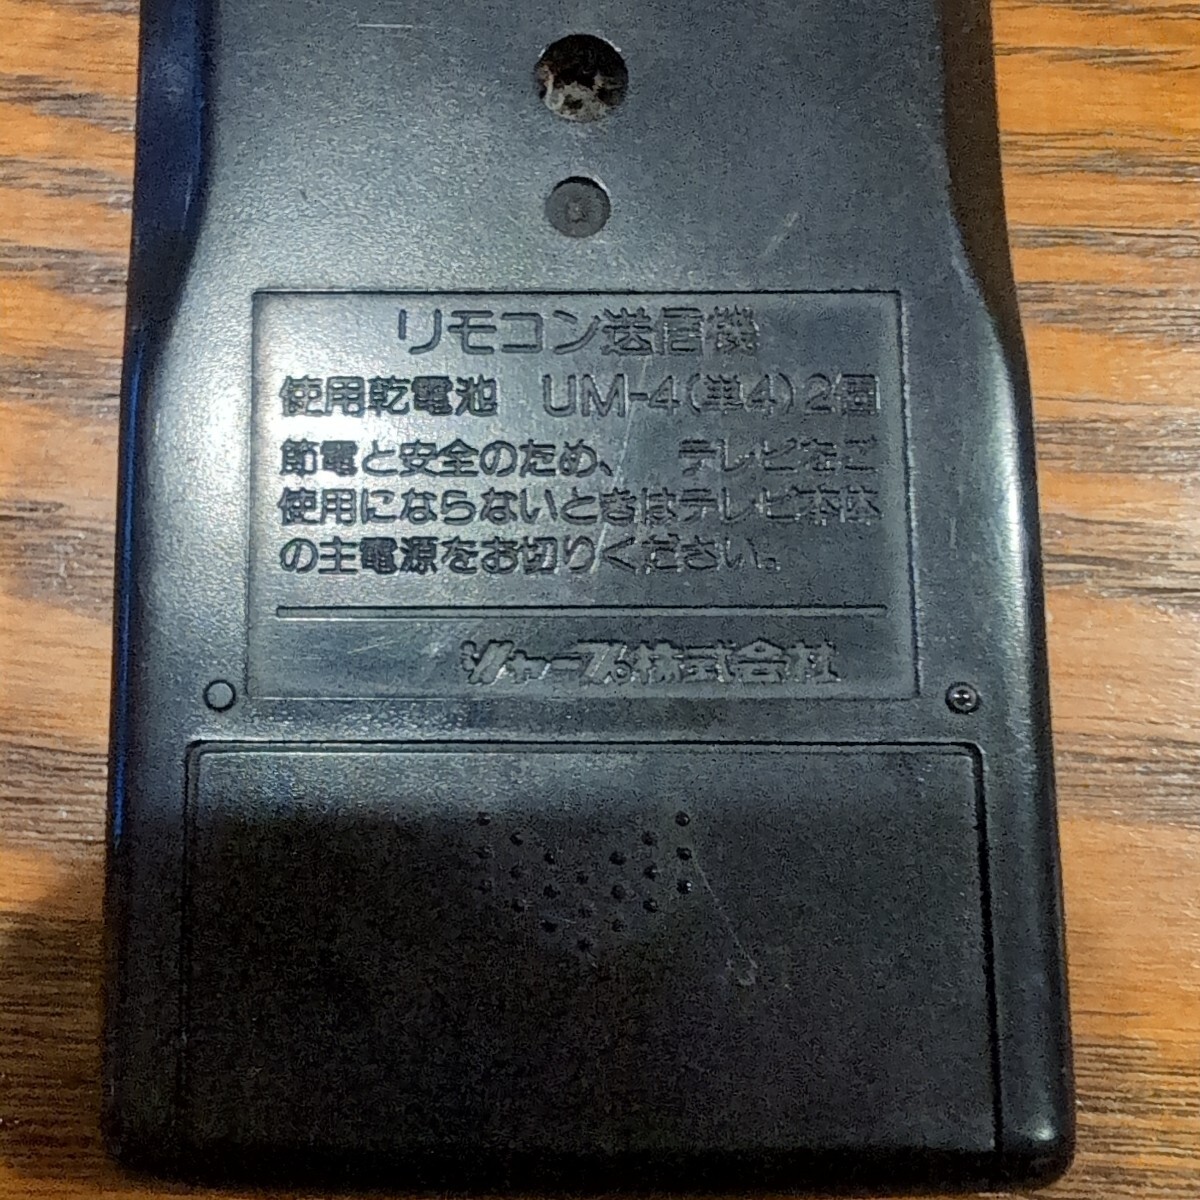 リモコン送信機
使用乾電池 UM-4(単4)2個
節電と安全のため、 テレビをご
使用にならないときはテレビ本体
の主電源をお切りください。
シャープ株式会社